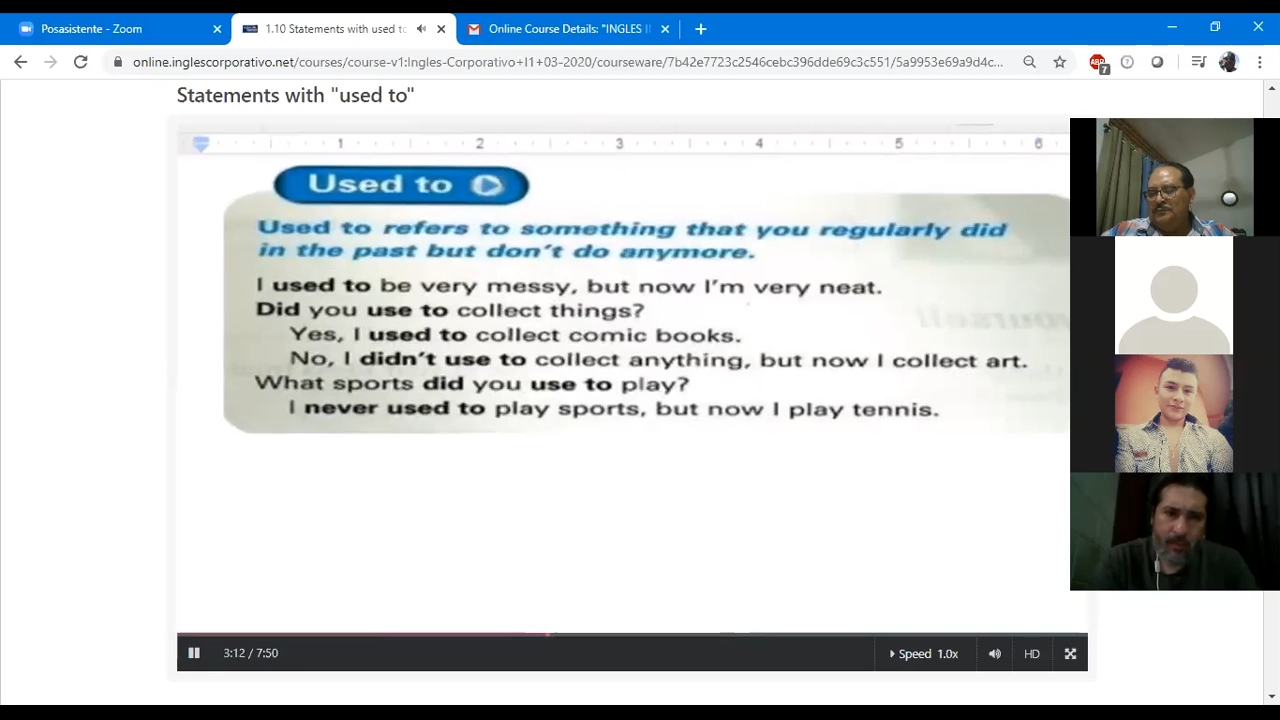 Posasistente - Zoom
1.10 Statements with used to
Online Course Details: "INGLES I
online.inglescorporativo.net/courses/course-v1:Ingles-Corporativo+I1+03-2020/courseware/7b42e7723c2546cebc396dde69c3c551/5a9953e69a9d4c...
7
Statements with "used to"
1 2 3 4 5 6
Used to
Used to refers to something that you regularly did
in the past but don't do anymore.
I used to be very messy, but now I'm very neat.
Did you use to collect things?
Yes, I used to collect comic books.
No, I didn't use to collect anything, but now I collect art.
What sports did you use to play?
I never used to play sports, but now I play tennis.
3:12 / 7:50
Speed 1.0x
HD